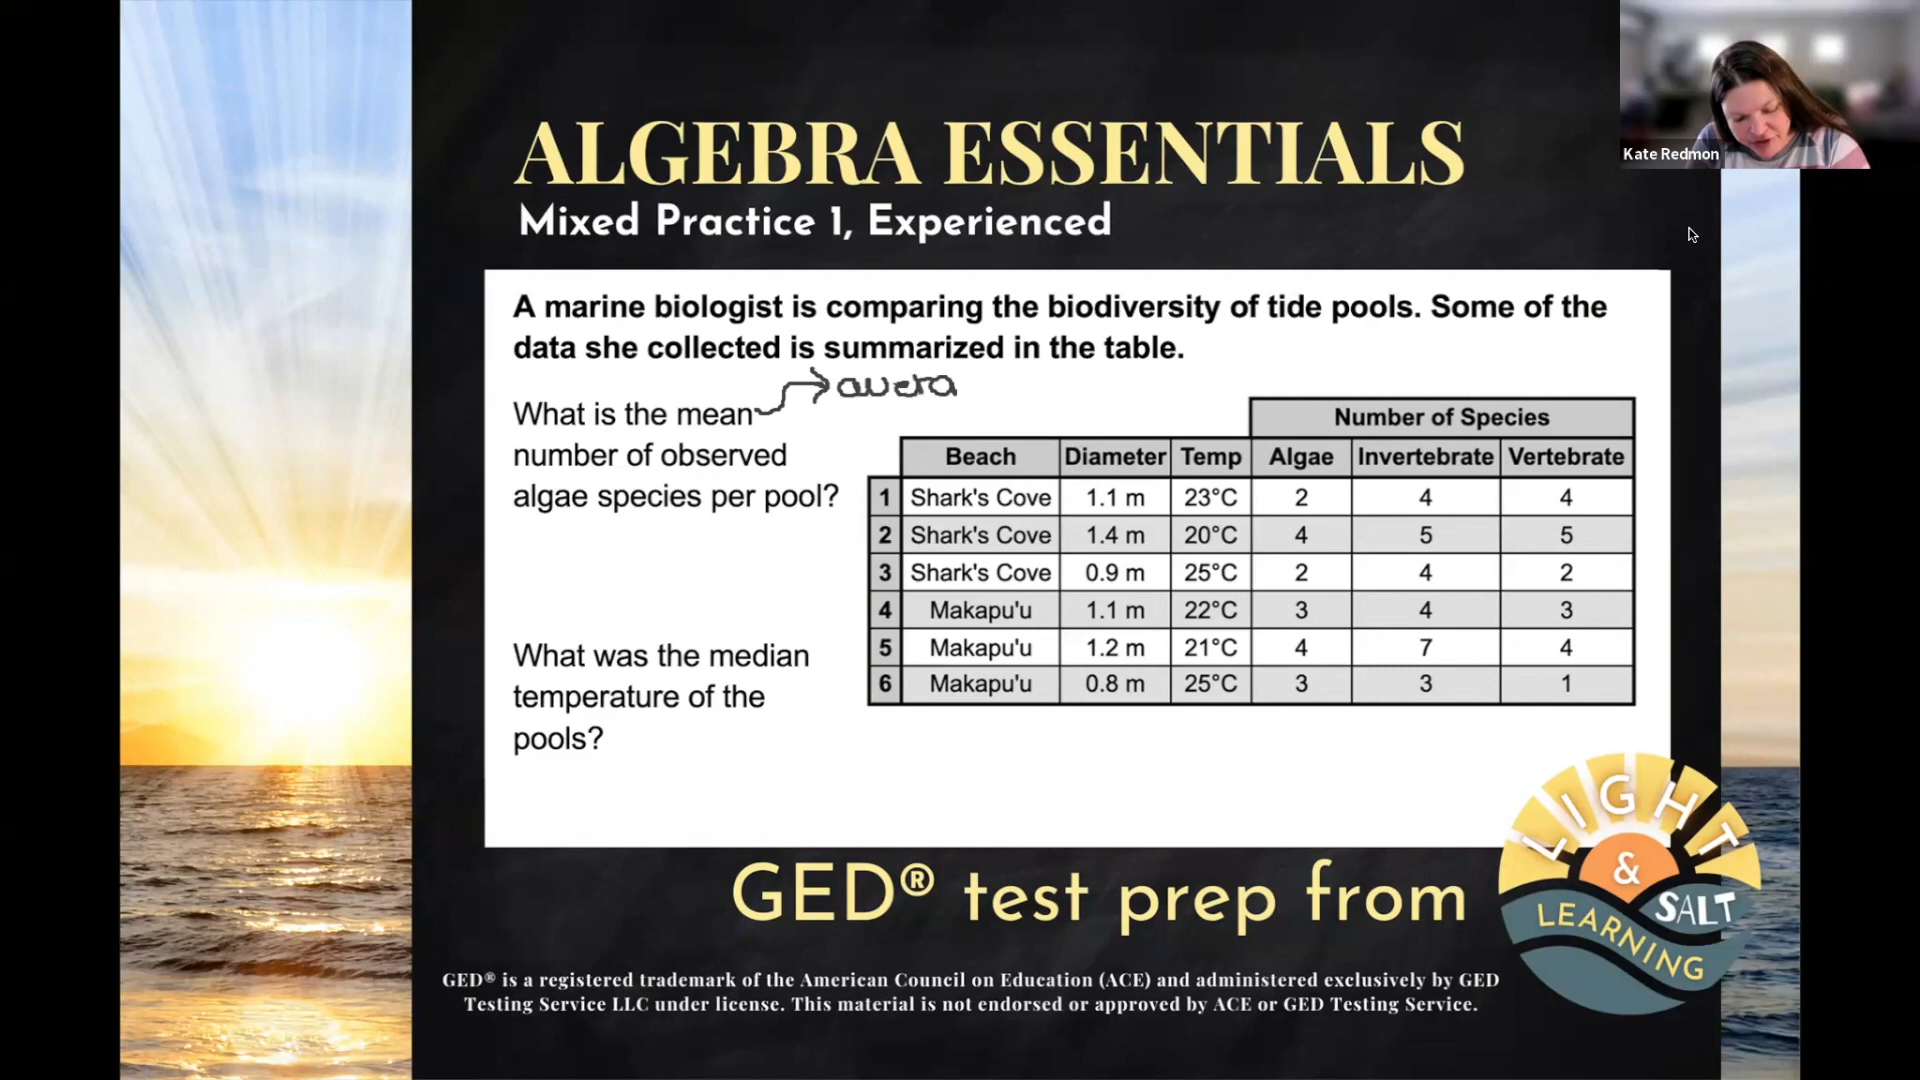 Kate Redmon
ALGEBRA ESSENTIALS
Mixed Practice 1, Experienced
A marine biologist is comparing the biodiversity of tide pools. Some of the
data she collected is summarized in the table.
avera
What is the mean
number of observed
algae species per pool?
What was the median
temperature of the
pools?
Number of Species
Beach Diameter Temp Algae Invertebrate Vertebrate
1 Shark's Cove 1.1 m 23°C 2 4 4
2 Shark's Cove 1.4 m 20°C 4 5 5
3 Shark's Cove 0.9 m 25°C 2 4 2
4 Makapu'u 1.1 m 22°C 3 4 3
5 Makapu'u 1.2 m 21°C 4 7 4
6 Makapu'u 0.8 m 25°C 3 3 1
GED® test prep from
LIGHT
&
SALT
LEARNING
GED® is a registered trademark of the American Council on Education (ACE) and administered exclusively by GED
Testing Service LLC under license. This material is not endorsed or approved by ACE or GED Testing Service.